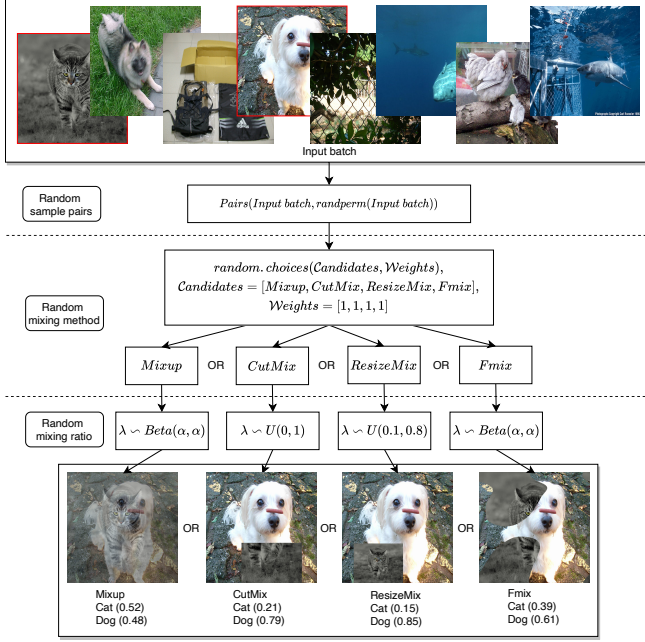 Input batch
Random
sample pairs
Pairs(Input batch, randperm(Input batch))
Random
mixing method
random. choices(Candidates, Weights),
Candidates = [Mixup, CutMix, ResizeMix, Fmix],
Weights = [1, 1, 1, 1]
Mixup OR CutMix OR ResizeMix OR Fmix
Random
mixing ratio
λ ∽ Beta(α, α) λ ∽ U(0, 1) λ ∽ U(0.1, 0.8) λ ∽ Beta(α, α)
OR OR OR
Mixup CutMix ResizeMix Fmix
Cat (0.52) Cat (0.21) Cat (0.15) Cat (0.39)
Dog (0.48) Dog (0.79) Dog (0.85) Dog (0.61)